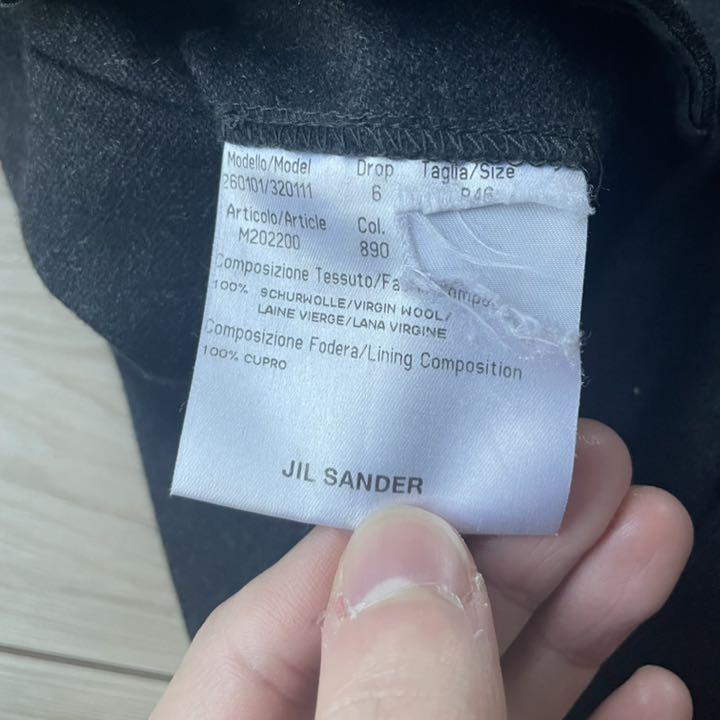 Modello/Model Drop Taglia/Size
260101/320111 6
Articolo/Article Col.
M202200 890
Composizione Tessuto/
100% SCHURWOLLE/VIRGIN WOOL/
LAINE VIERGE/LANA VIRGINE
Composizione Fodera/Lining Composition
100% CUPRO
JIL SANDER